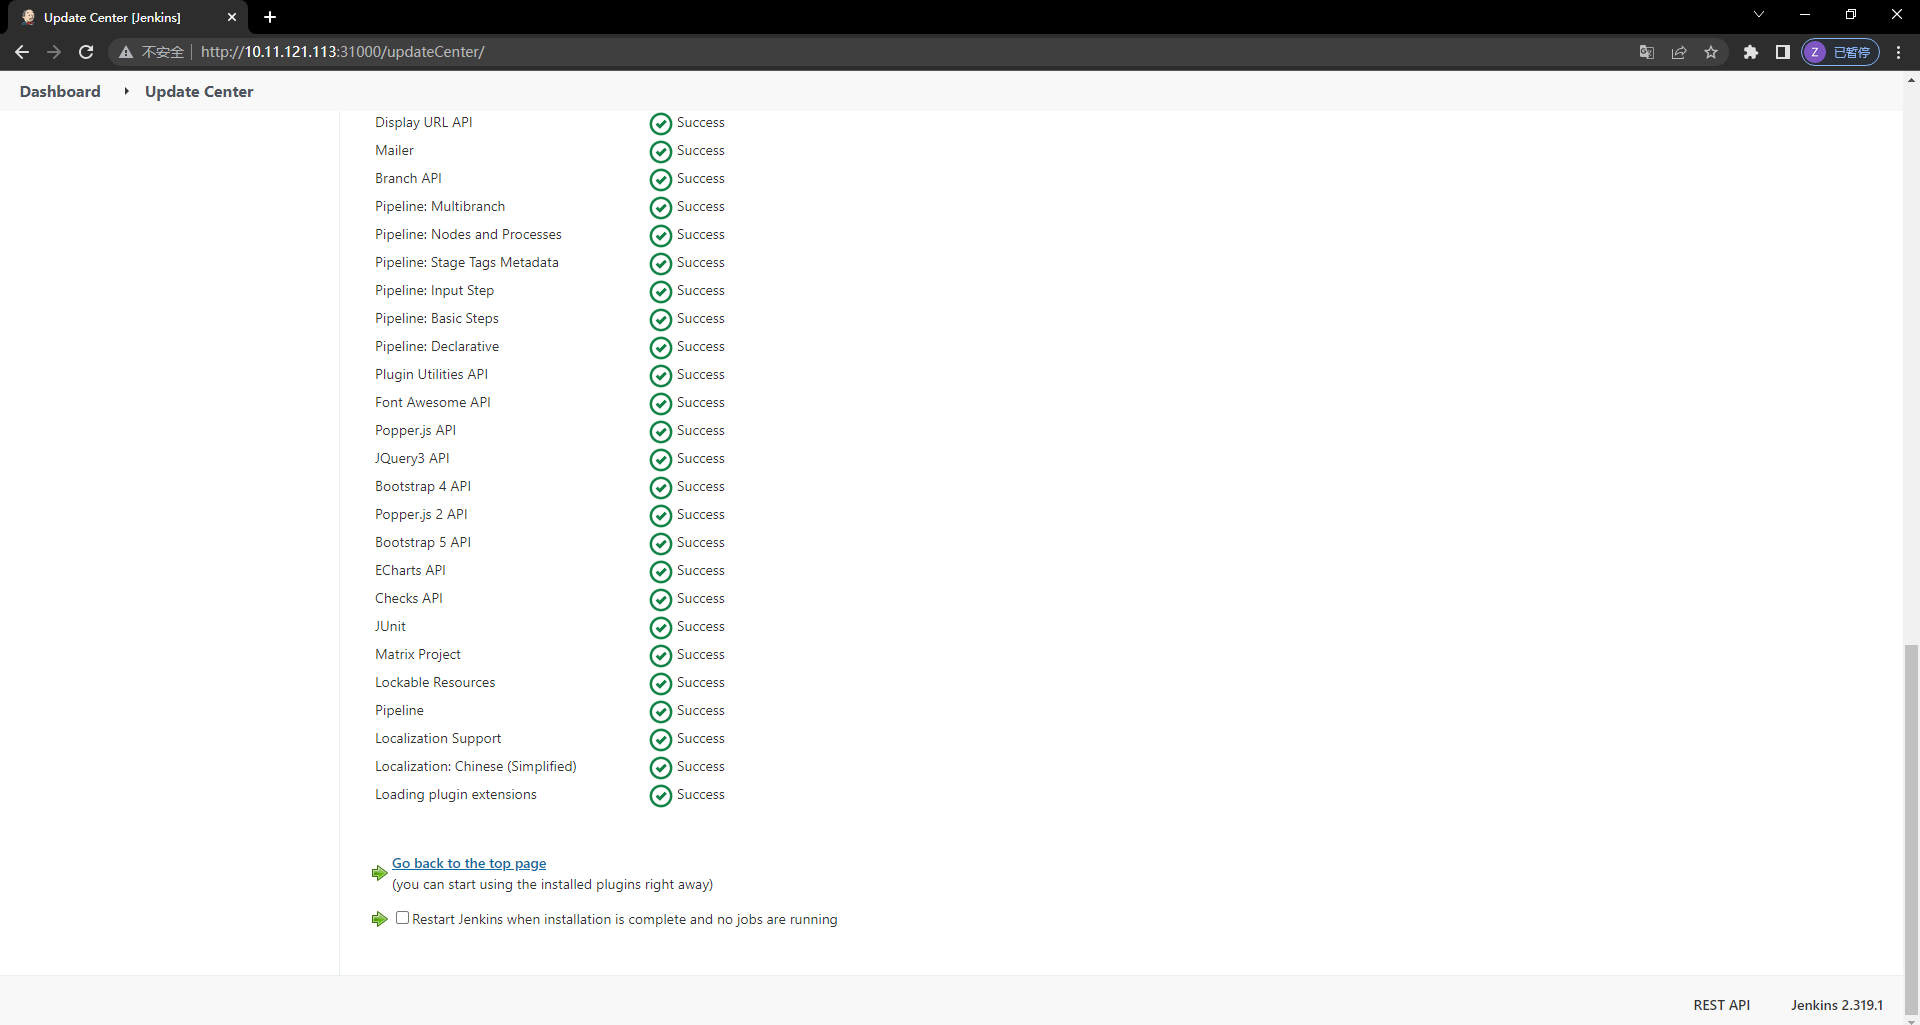 Update Center [Jenkins]
不安全 http://10.11.121.113:31000/updateCenter/
Z 已暂停
Dashboard Update Center
Display URL API Success
Mailer Success
Branch API Success
Pipeline: Multibranch Success
Pipeline: Nodes and Processes Success
Pipeline: Stage Tags Metadata Success
Pipeline: Input Step Success
Pipeline: Basic Steps Success
Pipeline: Declarative Success
Plugin Utilities API Success
Font Awesome API Success
Popper.js API Success
JQuery3 API Success
Bootstrap 4 API Success
Popper.js 2 API Success
Bootstrap 5 API Success
ECharts API Success
Checks API Success
JUnit Success
Matrix Project Success
Lockable Resources Success
Pipeline Success
Localization Support Success
Localization: Chinese (Simplified) Success
Loading plugin extensions Success
Go back to the top page
(you can start using the installed plugins right away)
Restart Jenkins when installation is complete and no jobs are running
REST API Jenkins 2.319.1